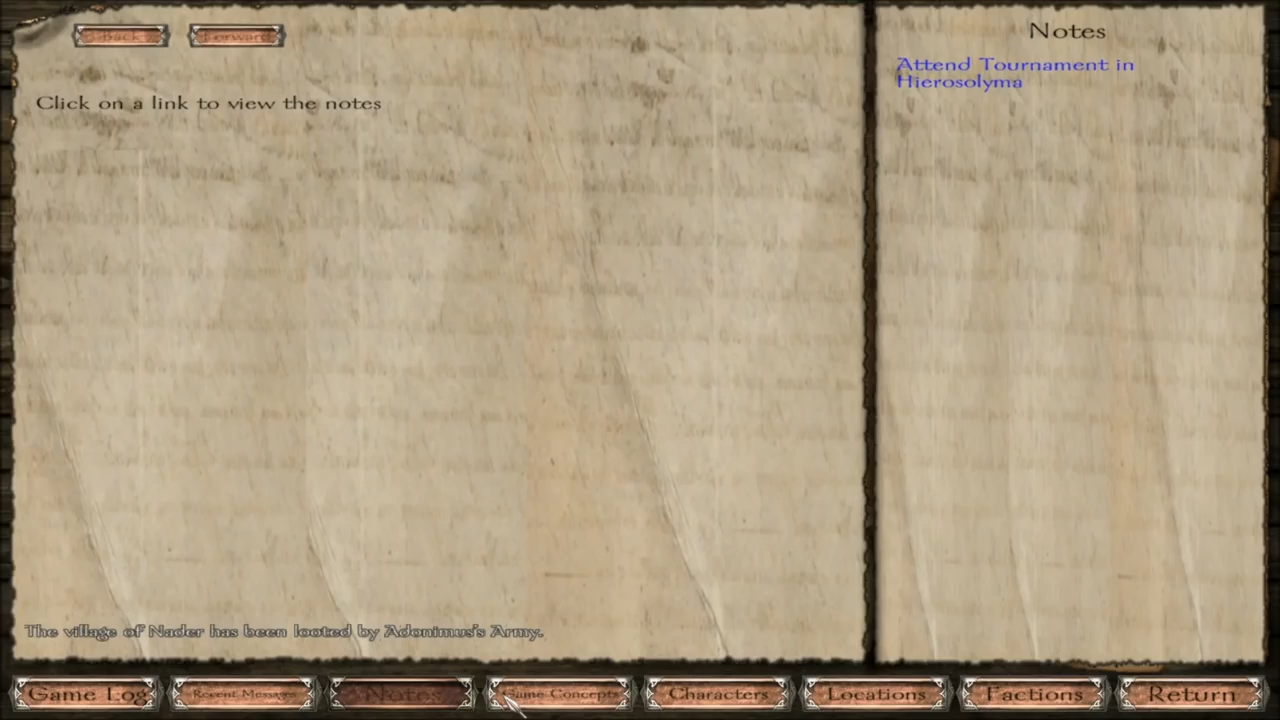 Back
Forward
Click on a link to view the notes
Notes
Attend Tournament in
Hierosolyma
The village of Nader has been looted by Adonimus's Army.
Game Log
Recent Messages
Notes
Game Concepts
Characters
Locations
Factions
Return